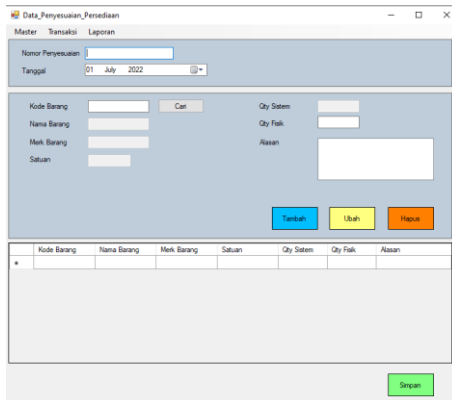 Data_Penyesuaian_Persediaan
Master Transaksi Laporan
Nomor Penyesuaian
Tanggal 01 July 2022
Kode Barang Cari Qty Sistem
Nama Barang Qty Fisik
Merk Barang Alasan
Satuan
Tambah Ubah Hapus
Kode Barang Nama Barang Merk Barang Satuan Qty Sistem Qty Fisik Alasan
Simpan